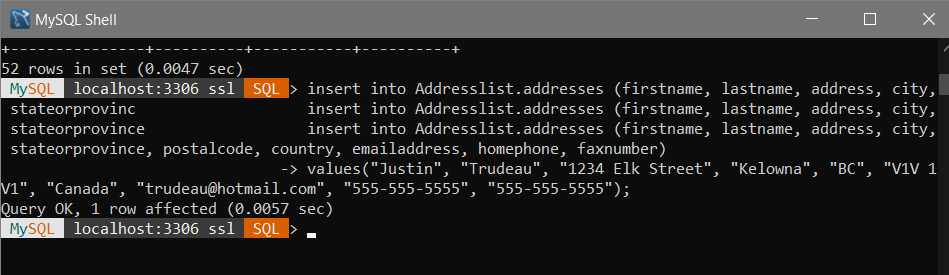 MySQL Shell
+---------------+----------+-----------+----------+
52 rows in set (0.0047 sec)
MySQL localhost:3306 ssl SQL > insert into Addresslist.addresses (firstname, lastname, address, city,
stateorprovinc insert into Addresslist.addresses (firstname, lastname, address, city,
stateorprovince insert into Addresslist.addresses (firstname, lastname, address, city,
stateorprovince, postalcode, country, emailaddress, homephone, faxnumber)
-> values("Justin", "Trudeau", "1234 Elk Street", "Kelowna", "BC", "V1V 1
V1", "Canada", "trudeau@hotmail.com", "555-555-5555", "555-555-5555");
Query OK, 1 row affected (0.0057 sec)
MySQL localhost:3306 ssl SQL >